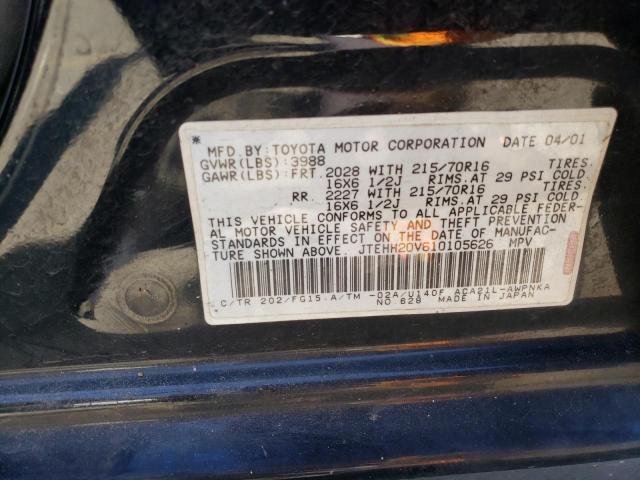 * MFD.BY:TOYOTA MOTOR CORPORATION DATE 04/01
GVWR(LBS):3988
GAWR(LBS):FRT. 2028 WITH 215/70R16 TIRES.
16X6 1/2J RIMS.AT 29 PSI COLD
RR. 2227 WITH 215/70R16 TIRES.
16X6 1/2J RIMS.AT 29 PSI COLD
THIS VEHICLE CONFORMS TO ALL APPLICABLE FEDER-
AL MOTOR VEHICLE SAFETY AND THEFT PREVENTION
STANDARDS IN EFFECT ON THE DATE OF MANUFAC-
TURE SHOWN ABOVE. JTEHH20V610105626 MPV
C/TR 202/FG15 A/TM -02A/U140F ACA21L-AWPNKA
NO 628 MADE IN JAPAN